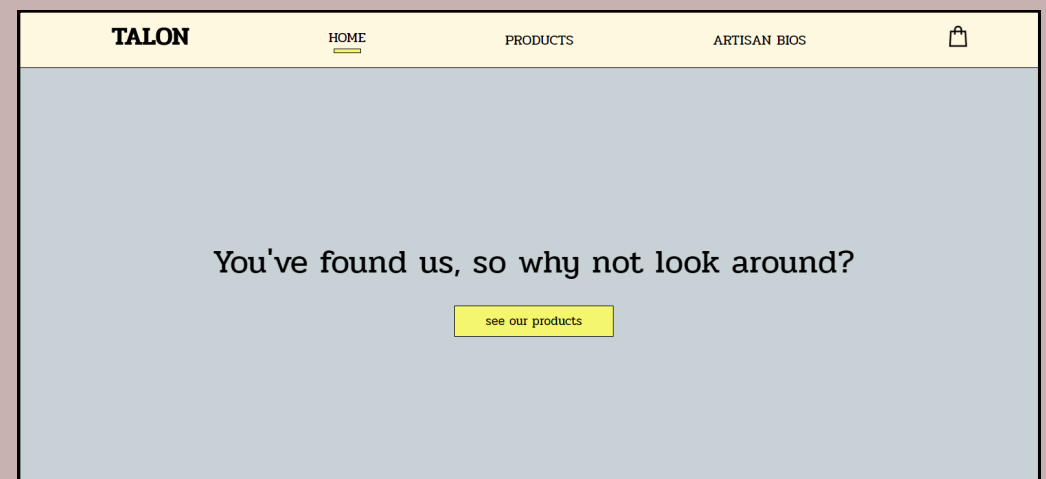 TALON
HOME
PRODUCTS
ARTISAN BIOS
You've found us, so why not look around?
see our products